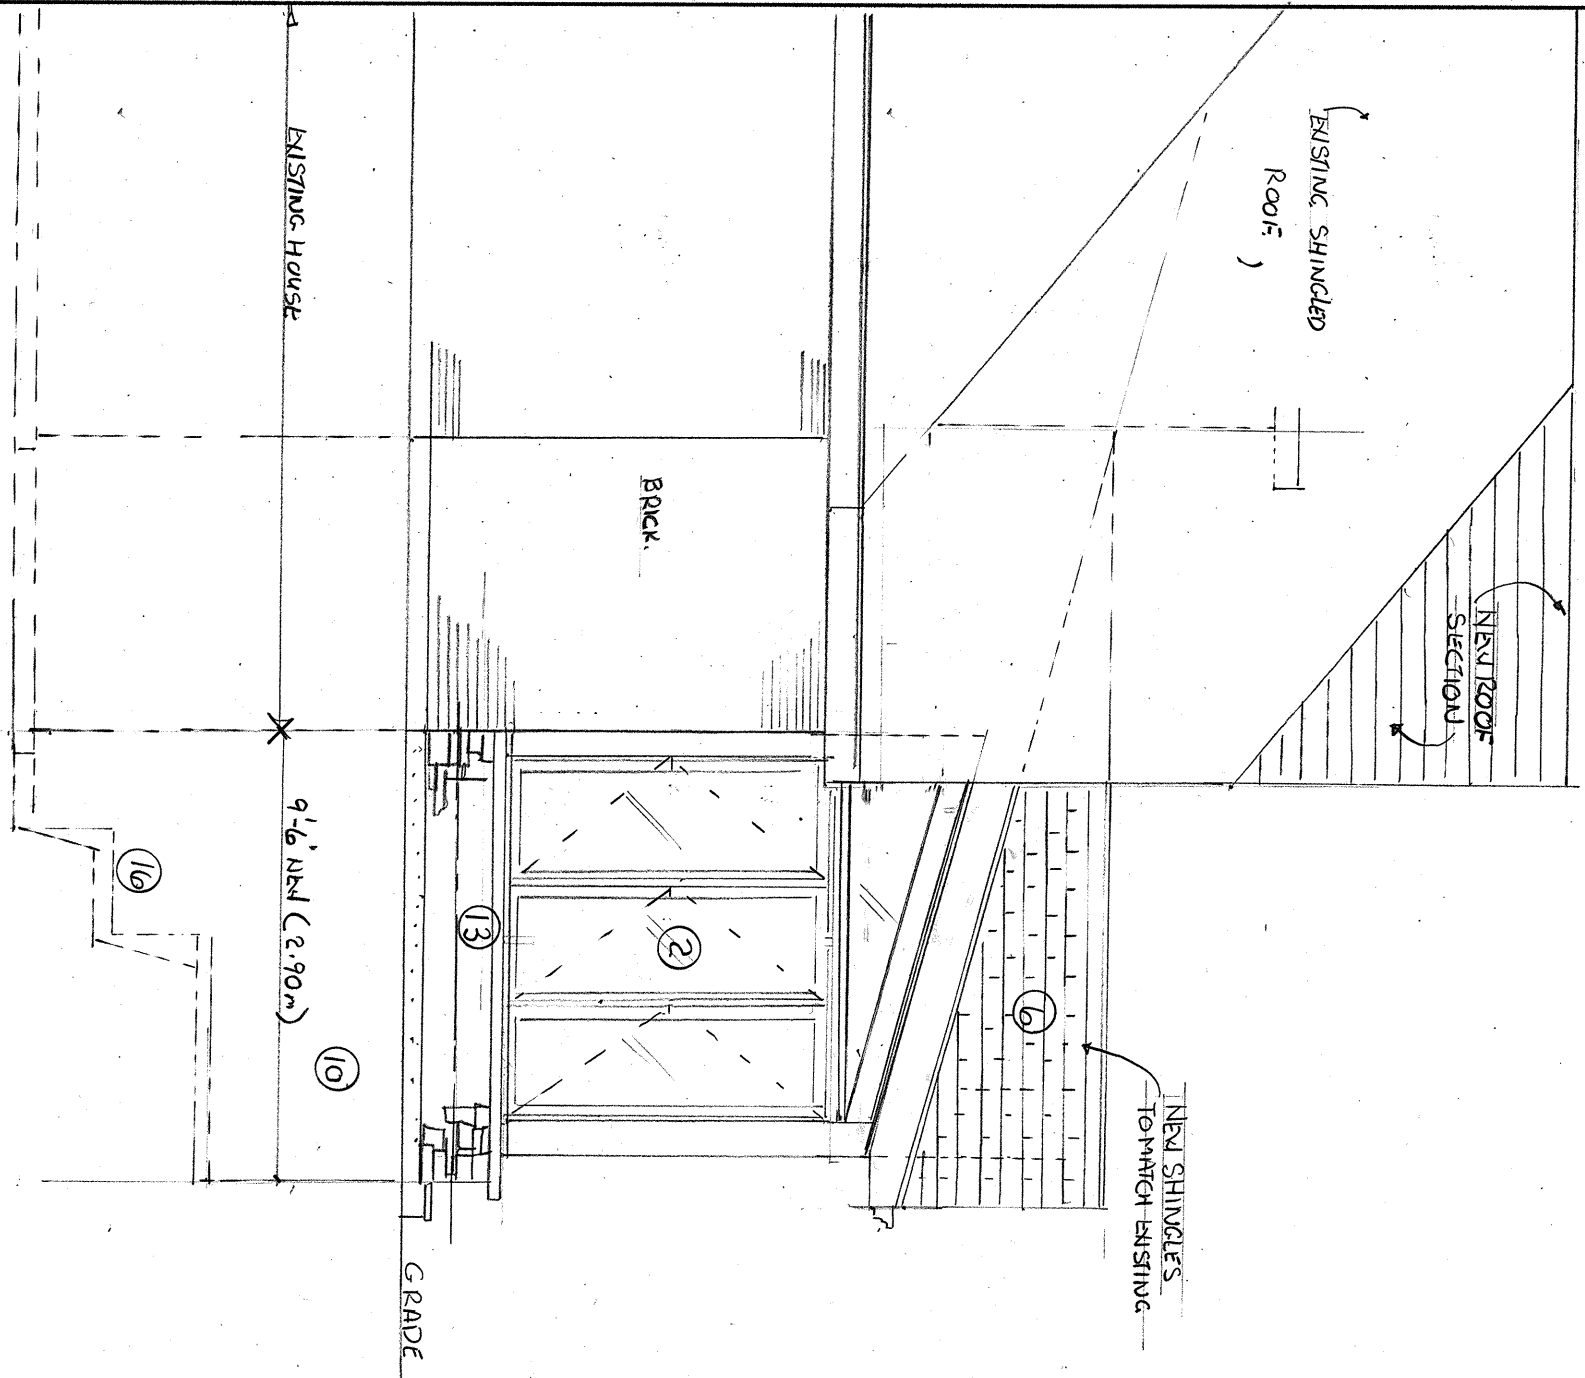 EXISTING SHINGLED
ROOF.
NEW ROOF
SECTION
NEW SHINGLES
TO MATCH EXISTING
6
BRICK.
2
13
GRADE
EXISTING HOUSE
9'-6" NEW (2.90m)
10
16